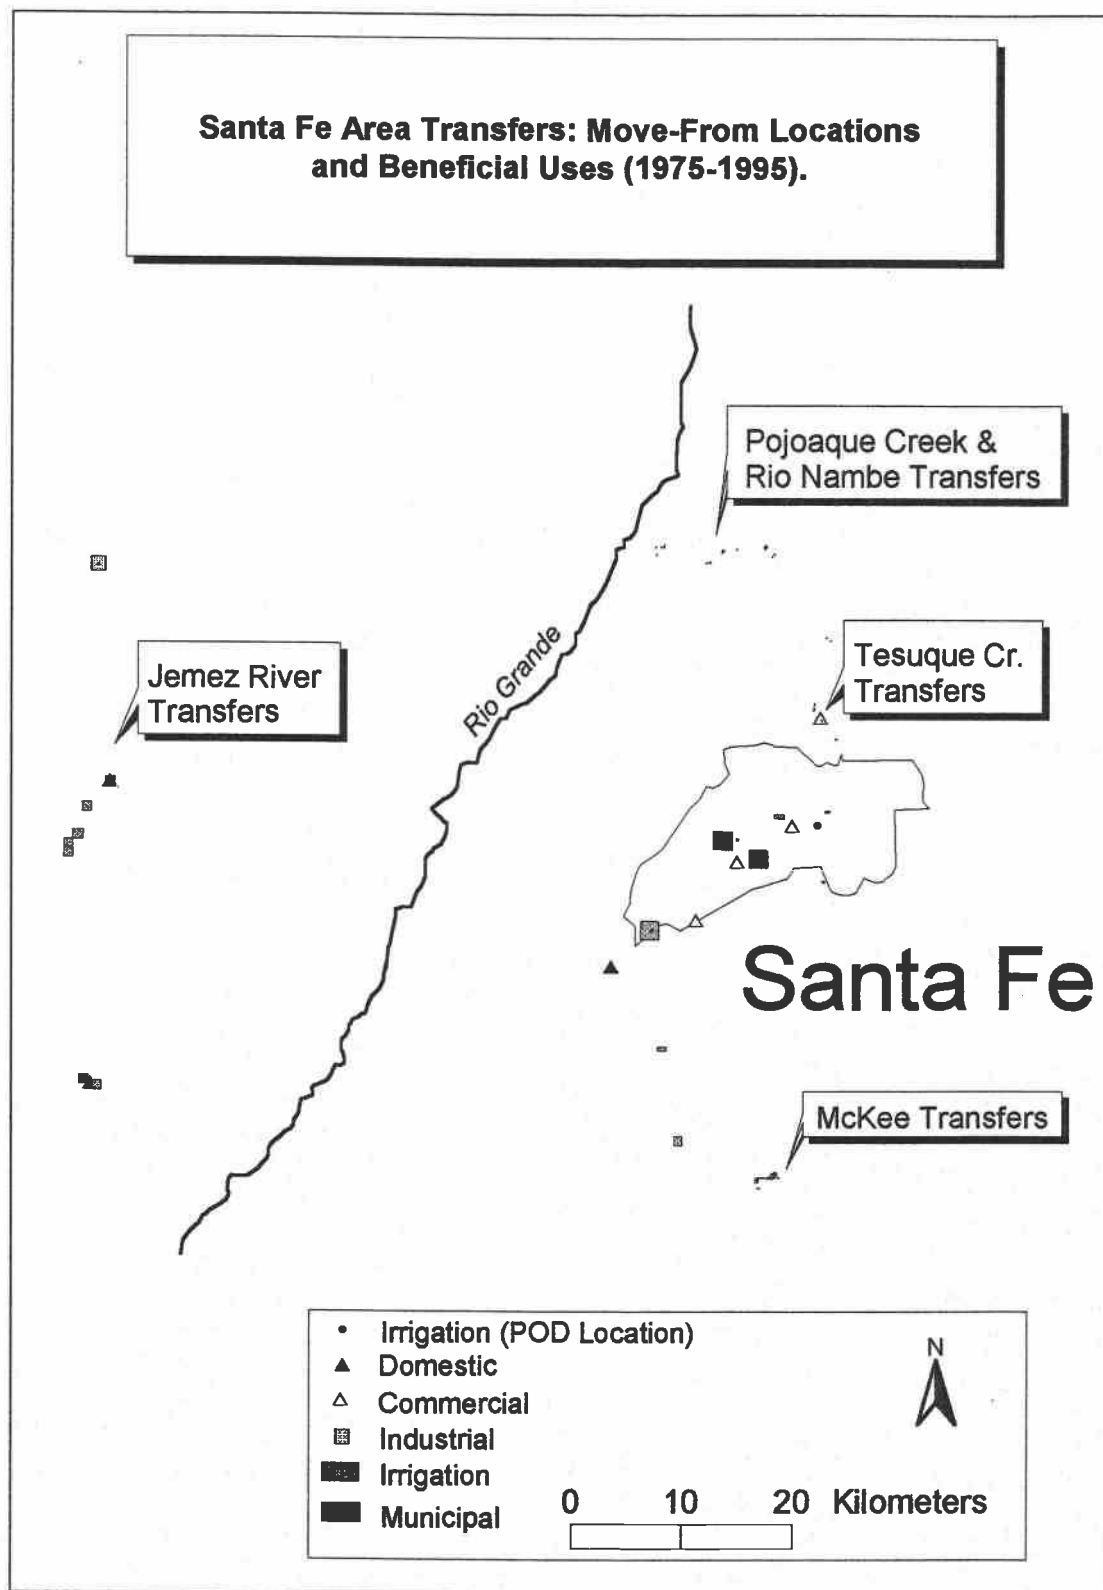 Santa Fe Area Transfers: Move-From Locations
and Beneficial Uses (1975-1995).
Pojoaque Creek &
Rio Nambe Transfers
Rio Grande
Tesuque Cr.
Transfers
Jemez River
Transfers
Santa Fe
McKee Transfers
Irrigation (POD Location)
Domestic
Commercial
Industrial
Irrigation
Municipal
N
0 10 20 Kilometers